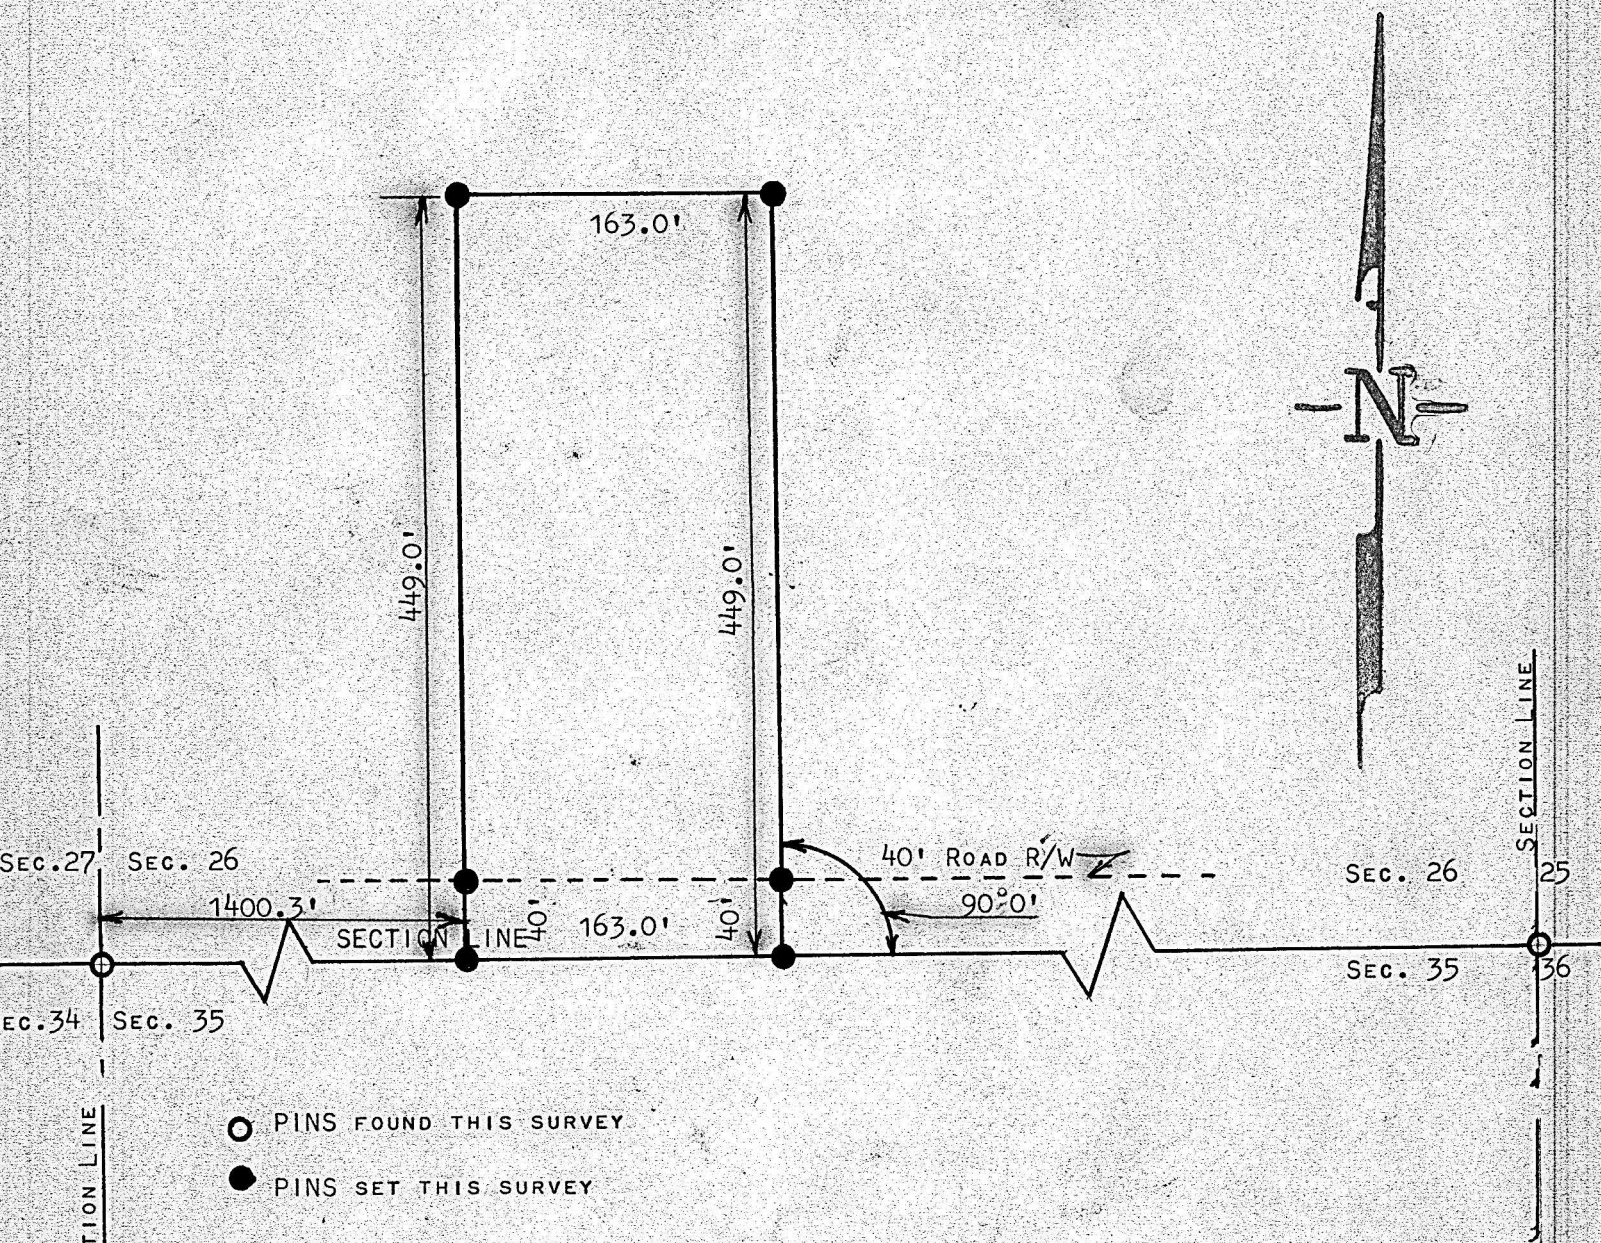 163.0'
N
449.0'
449.0'
SECTION LINE
SEC.27 SEC. 26
40' ROAD R/W
SEC. 26 25
1400.3'
90°0'
SECTION LINE
40'
163.0'
40'
SEC. 35 36
EC.34 SEC. 35
PINS FOUND THIS SURVEY
PINS SET THIS SURVEY
TION LINE